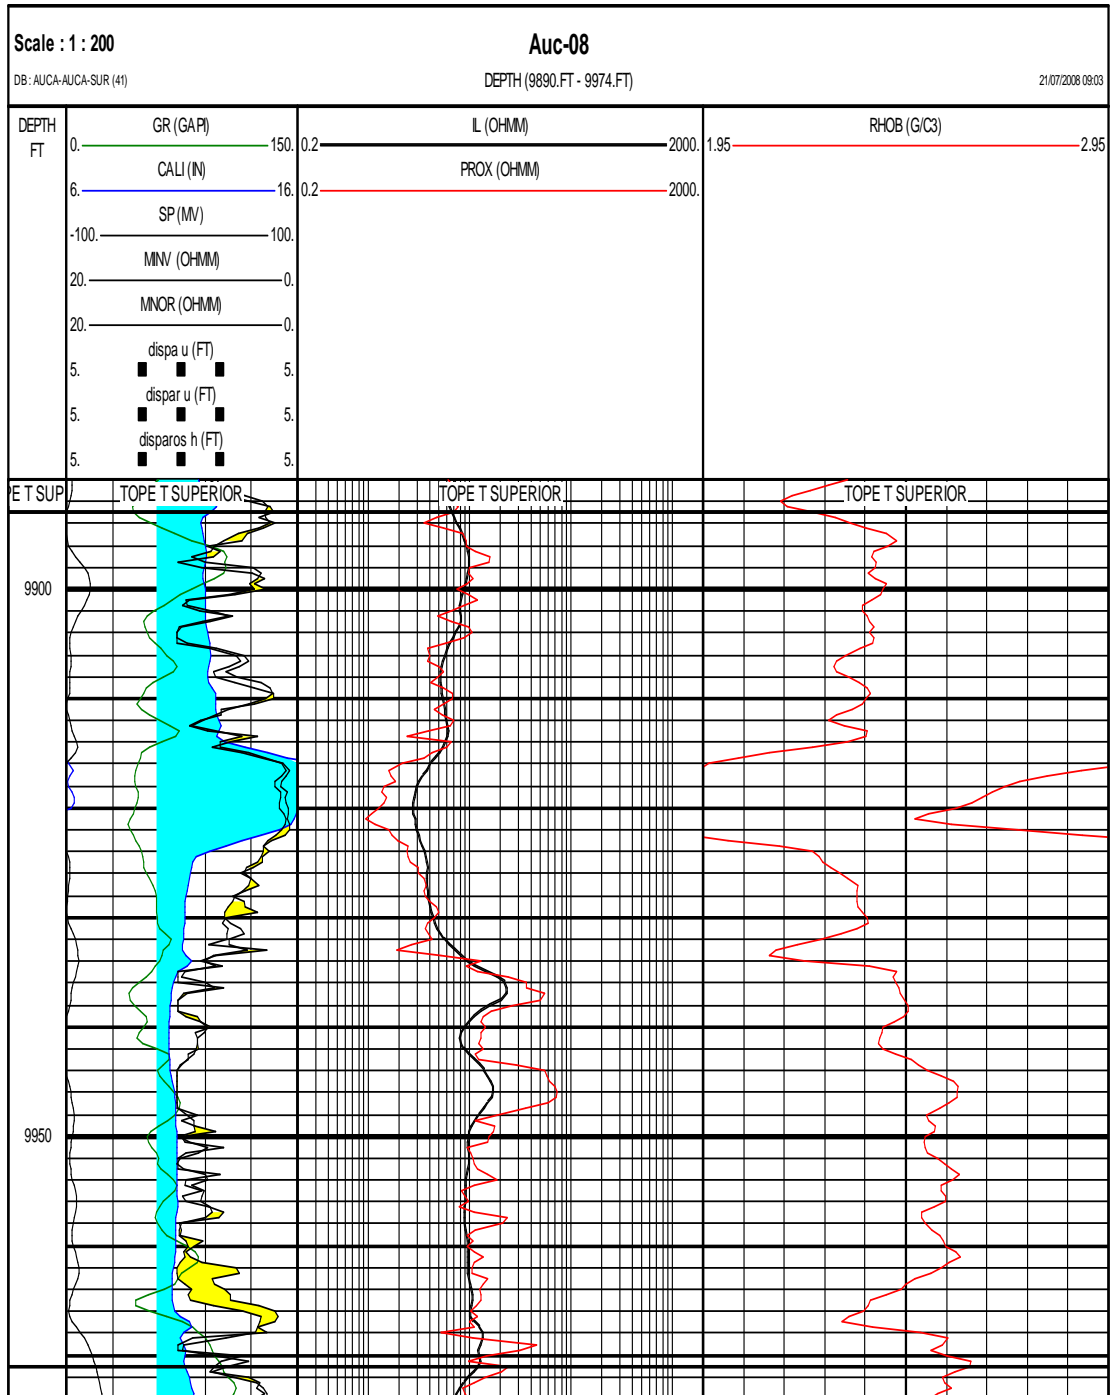 Scale : 1 : 200
Auc-08
DB : AUCA-AUCA-SUR (41)
DEPTH (9890.FT - 9974.FT)
21/07/2008 09:03
DEPTH
FT
GR (GAPI)
0. 150.
CALI (IN)
6. 16.
SP (MV)
-100. 100.
MINV (OHMM)
20. 0.
MNOR (OHMM)
20. 0.
dispa u (FT)
5. 5.
dispar u (FT)
5. 5.
disparos h (FT)
5. 5.
IL (OHMM)
0.2 2000.
PROX (OHMM)
0.2 2000.
RHOB (G/C3)
1.95 2.95
PE T SUP
TOPE T SUPERIOR
TOPE T SUPERIOR
TOPE T SUPERIOR
9900
9950